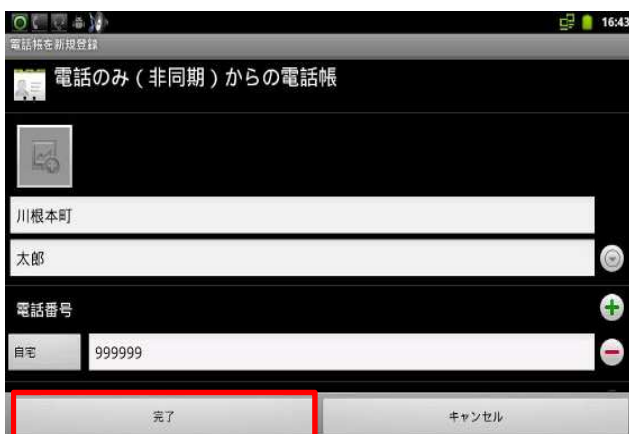 16:43
電話帳を新規登録
電話のみ(非同期)からの電話帳
川根本町
太郎
電話番号
自宅 999999
完了 キャンセル